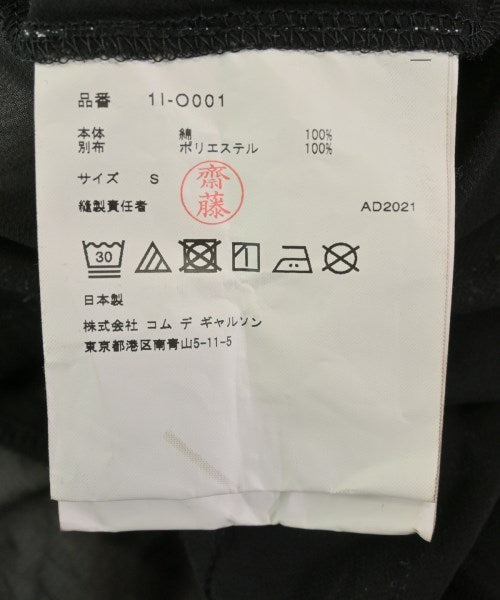 品番 1I-O001
本体 綿 100%
別布 ポリエステル 100%
サイズ S
齋藤
縫製責任者 AD2021
30
日本製
株式会社 コム デ ギャルソン
東京都港区南青山5-11-5